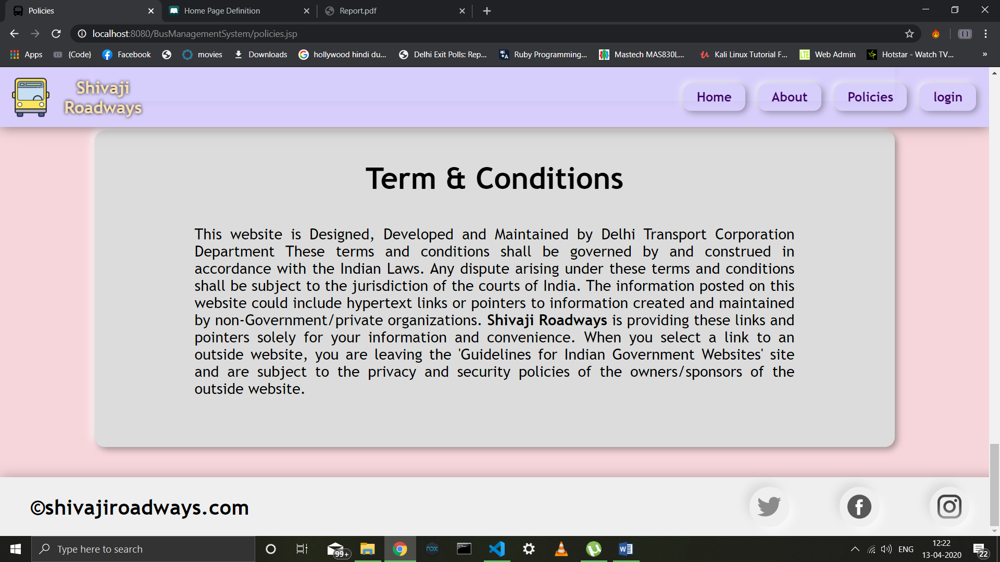 Policies
Home Page Definition
Report.pdf
localhost:8080/BusManagementSystem/policies.jsp
Apps
{Code}
Facebook
movies
Downloads
hollywood hindi du...
Delhi Exit Polls: Rep...
Ruby Programming...
Mastech MAS830L...
Kali Linux Tutorial F...
LTE
Web Admin
Hotstar - Watch TV...
»
Shivaji
Roadways
Home
About
Policies
login
Term & Conditions
This website is Designed, Developed and Maintained by Delhi Transport Corporation
Department These terms and conditions shall be governed by and construed in
accordance with the Indian Laws. Any dispute arising under these terms and conditions
shall be subject to the jurisdiction of the courts of India. The information posted on this
website could include hypertext links or pointers to information created and maintained
by non-Government/private organizations. Shivaji Roadways is providing these links and
pointers solely for your information and convenience. When you select a link to an
outside website, you are leaving the 'Guidelines for Indian Government Websites' site
and are subject to the privacy and security policies of the owners/sponsors of the
outside website.
©shivajiroadways.com
Type here to search
99+
nox
ENG
12:22
13-04-2020
22